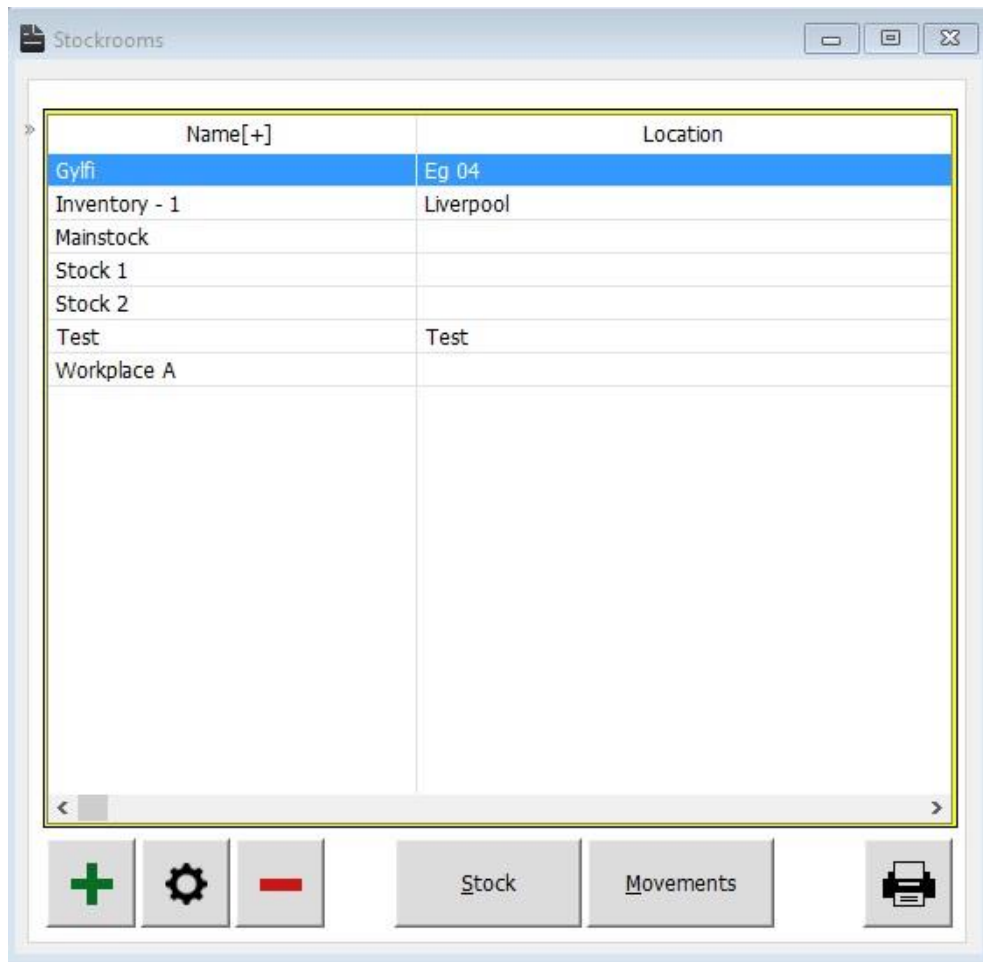 Stockrooms
Name[+] Location
Gylfi Eg 04
Inventory - 1 Liverpool
Mainstock
Stock 1
Stock 2
Test Test
Workplace A
Stock Movements